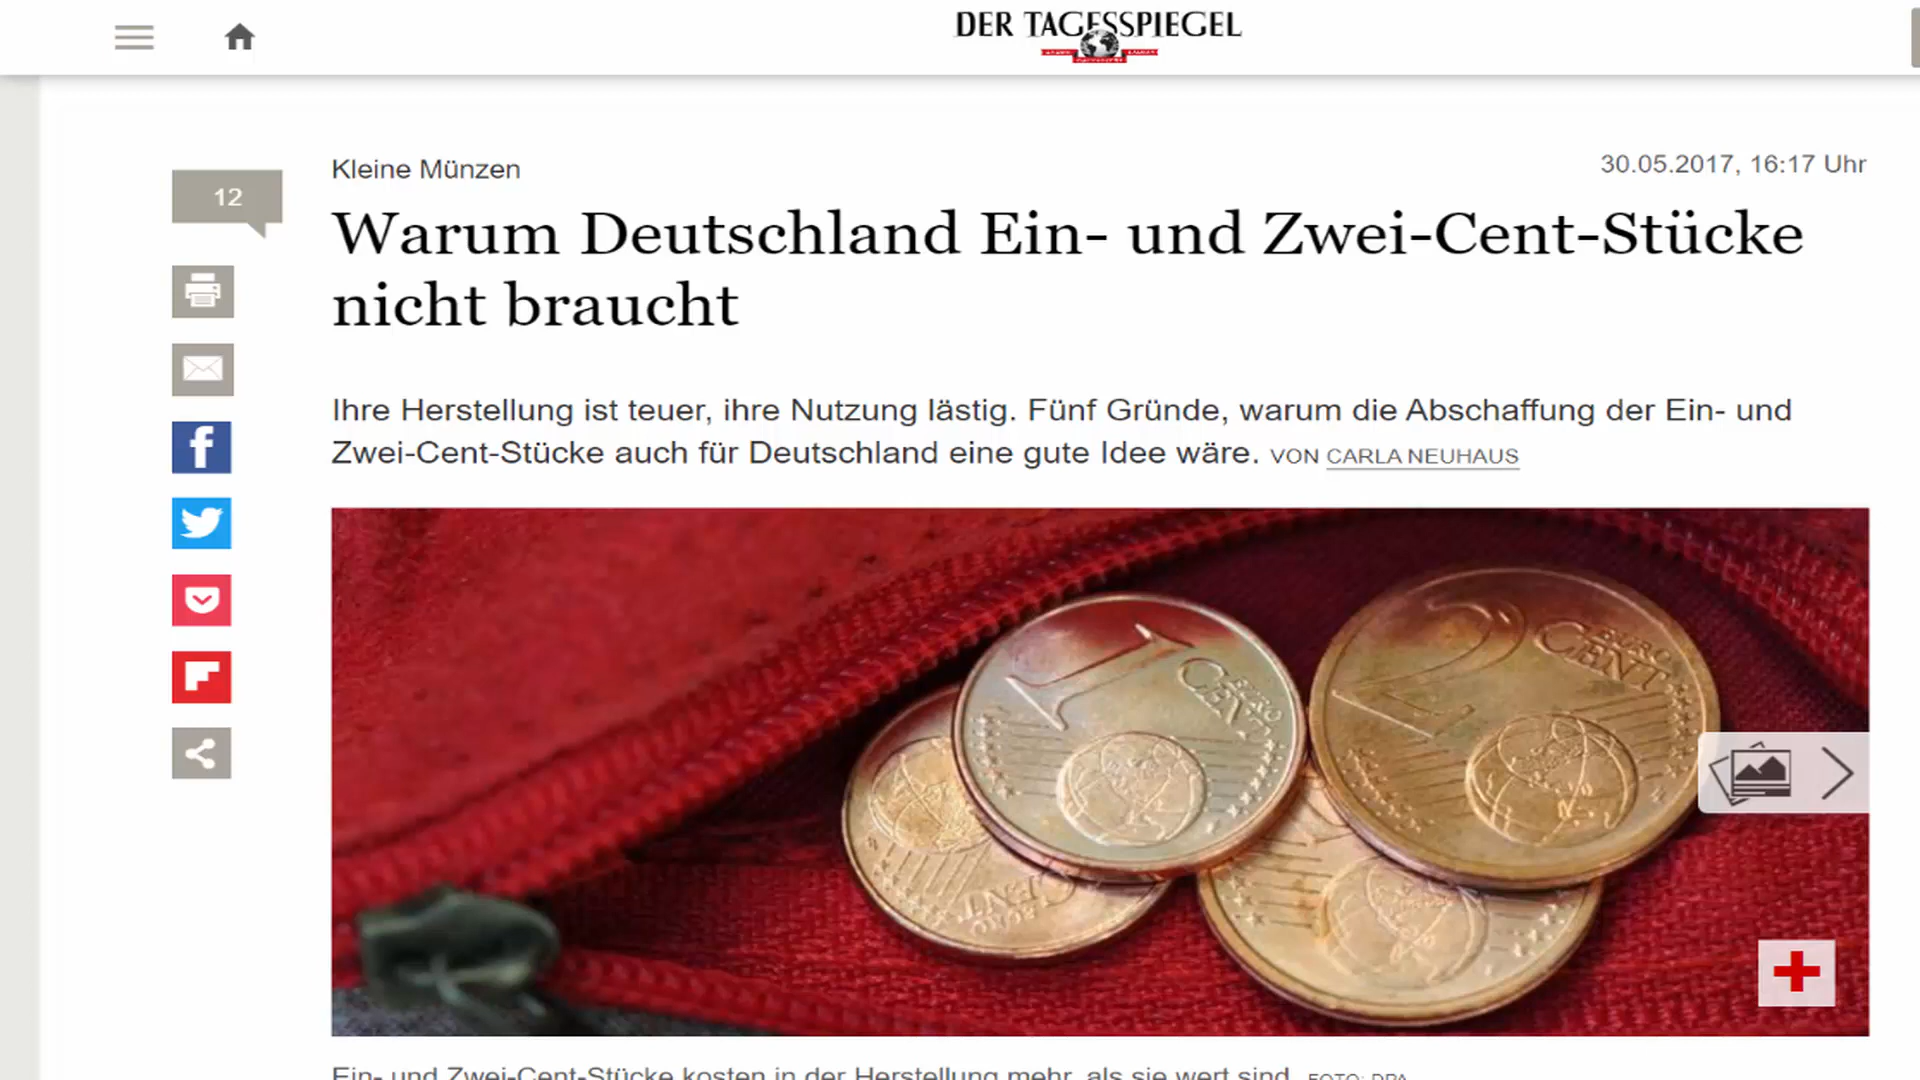 DER TAGESSPIEGEL
Kleine Münzen
30.05.2017, 16:17 Uhr
12
Warum Deutschland Ein- und Zwei-Cent-Stücke
nicht braucht
Ihre Herstellung ist teuer, ihre Nutzung lästig. Fünf Gründe, warum die Abschaffung der Ein- und
Zwei-Cent-Stücke auch für Deutschland eine gute Idee wäre. VON CARLA NEUHAUS
1
EURO
CENT
2
EURO
CENT
EURO
CENT
Ein- und Zwei-Cent-Stücke kosten in der Herstellung mehr, als sie wert sind. FOTO: DPA